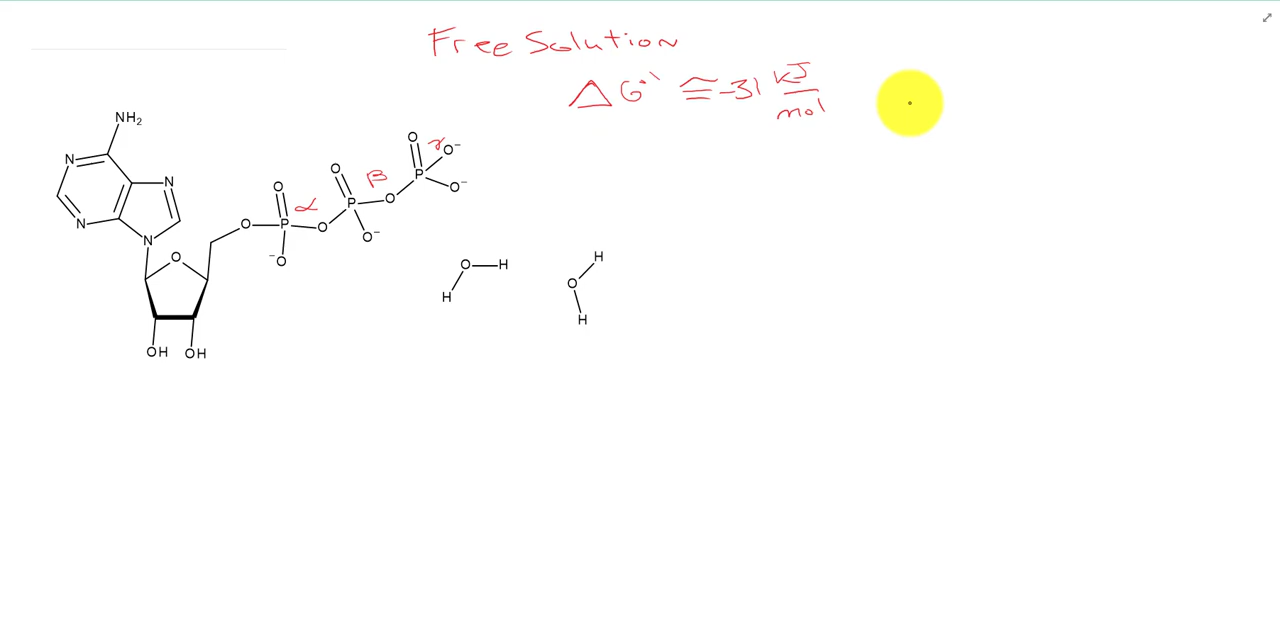 Free Solution
ΔG°' ≅ -31 kJ/mol
NH2
N
N
N
N
O
O
α
O
β
O
γ
O-
O
P
O
P
O
P
O-
-O
O-
O
OH
OH
O
H
H
H
O
H